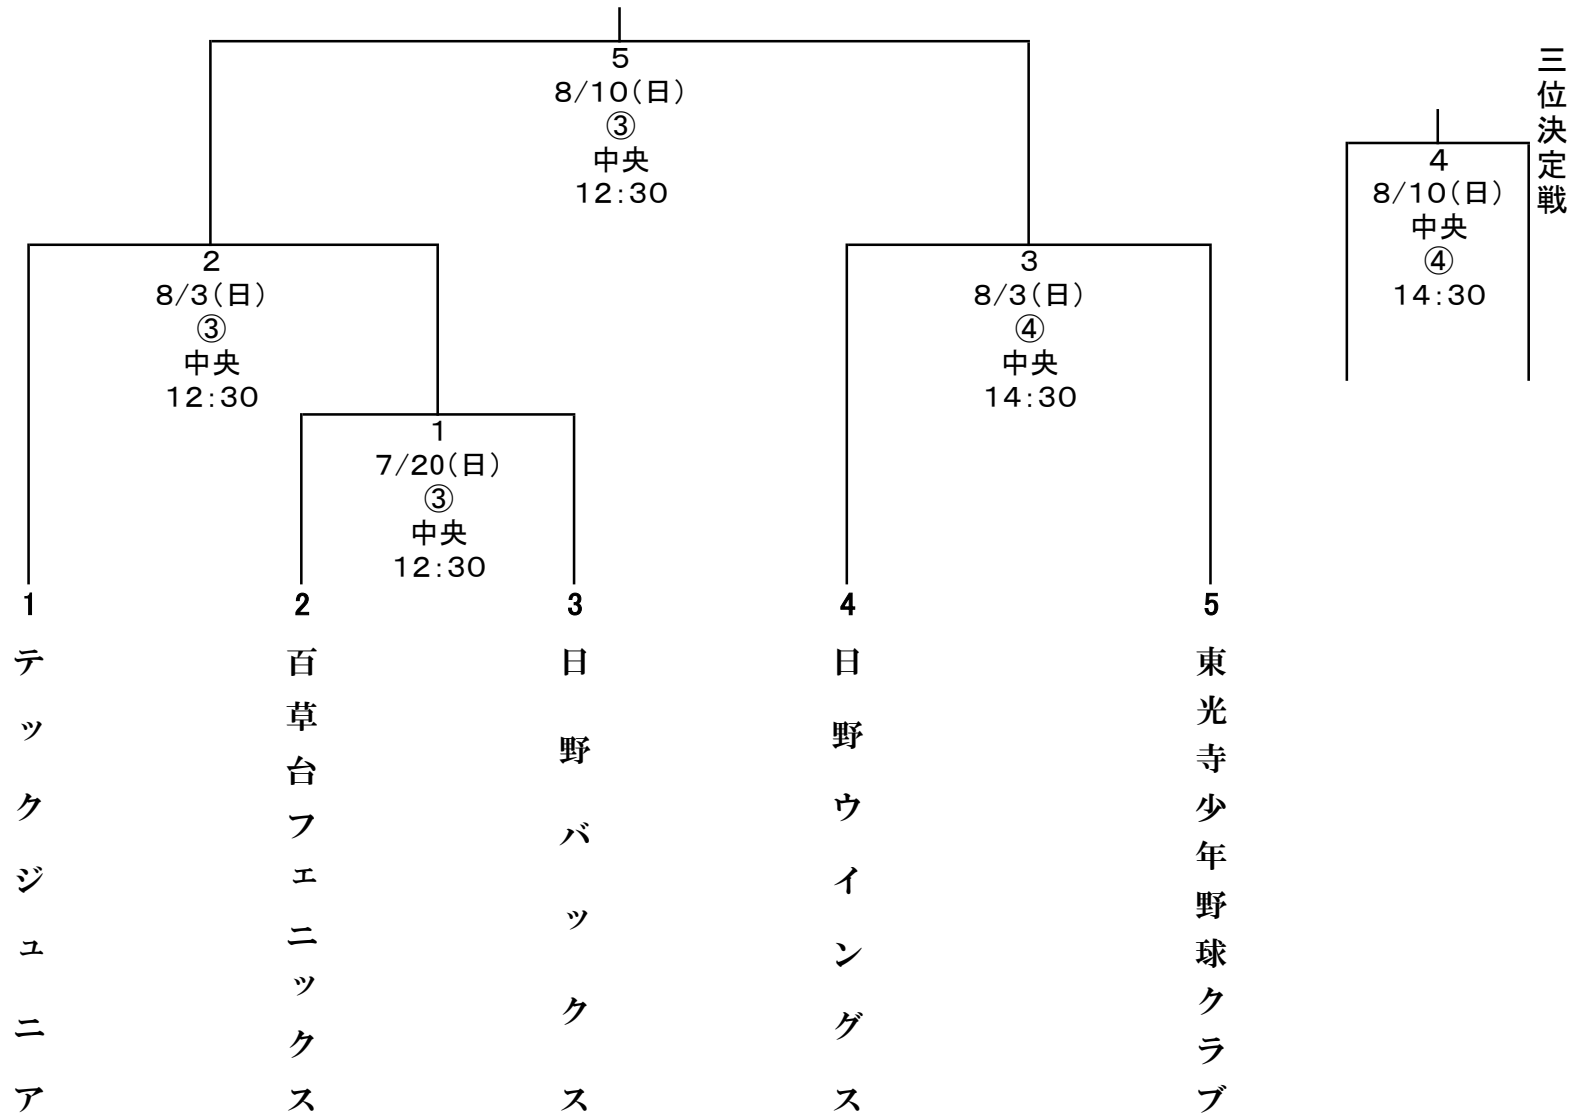 5
8/10(日)
③
中央
12:30
三位決定戦
4
8/10(日)
中央
④
14:30
2
8/3(日)
③
中央
12:30
3
8/3(日)
④
中央
14:30
1
7/20(日)
③
中央
12:30
1
テックジュニア
2
百草台フェニックス
3
日野バックス
4
日野ウイングス
5
東光寺少年野球クラブ